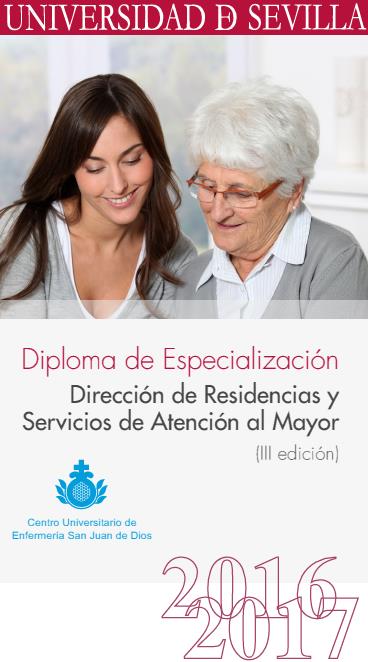 UNIVERSIDAD DE SEVILLA
Diploma de Especialización
Dirección de Residencias y
Servicios de Atención al Mayor
(III edición)
Centro Universitario de
Enfermería San Juan de Dios
2016
2017